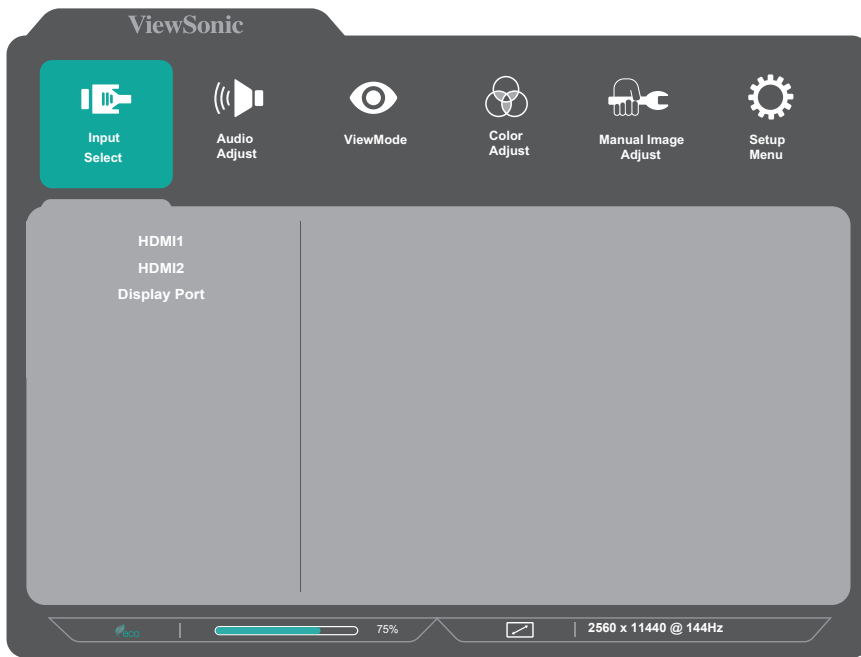 ViewSonic
Input
Select
Audio
Adjust
ViewMode
Color
Adjust
Manual Image
Adjust
Setup
Menu
HDMI1
HDMI2
Display Port
eco
75%
2560 x 11440 @ 144Hz